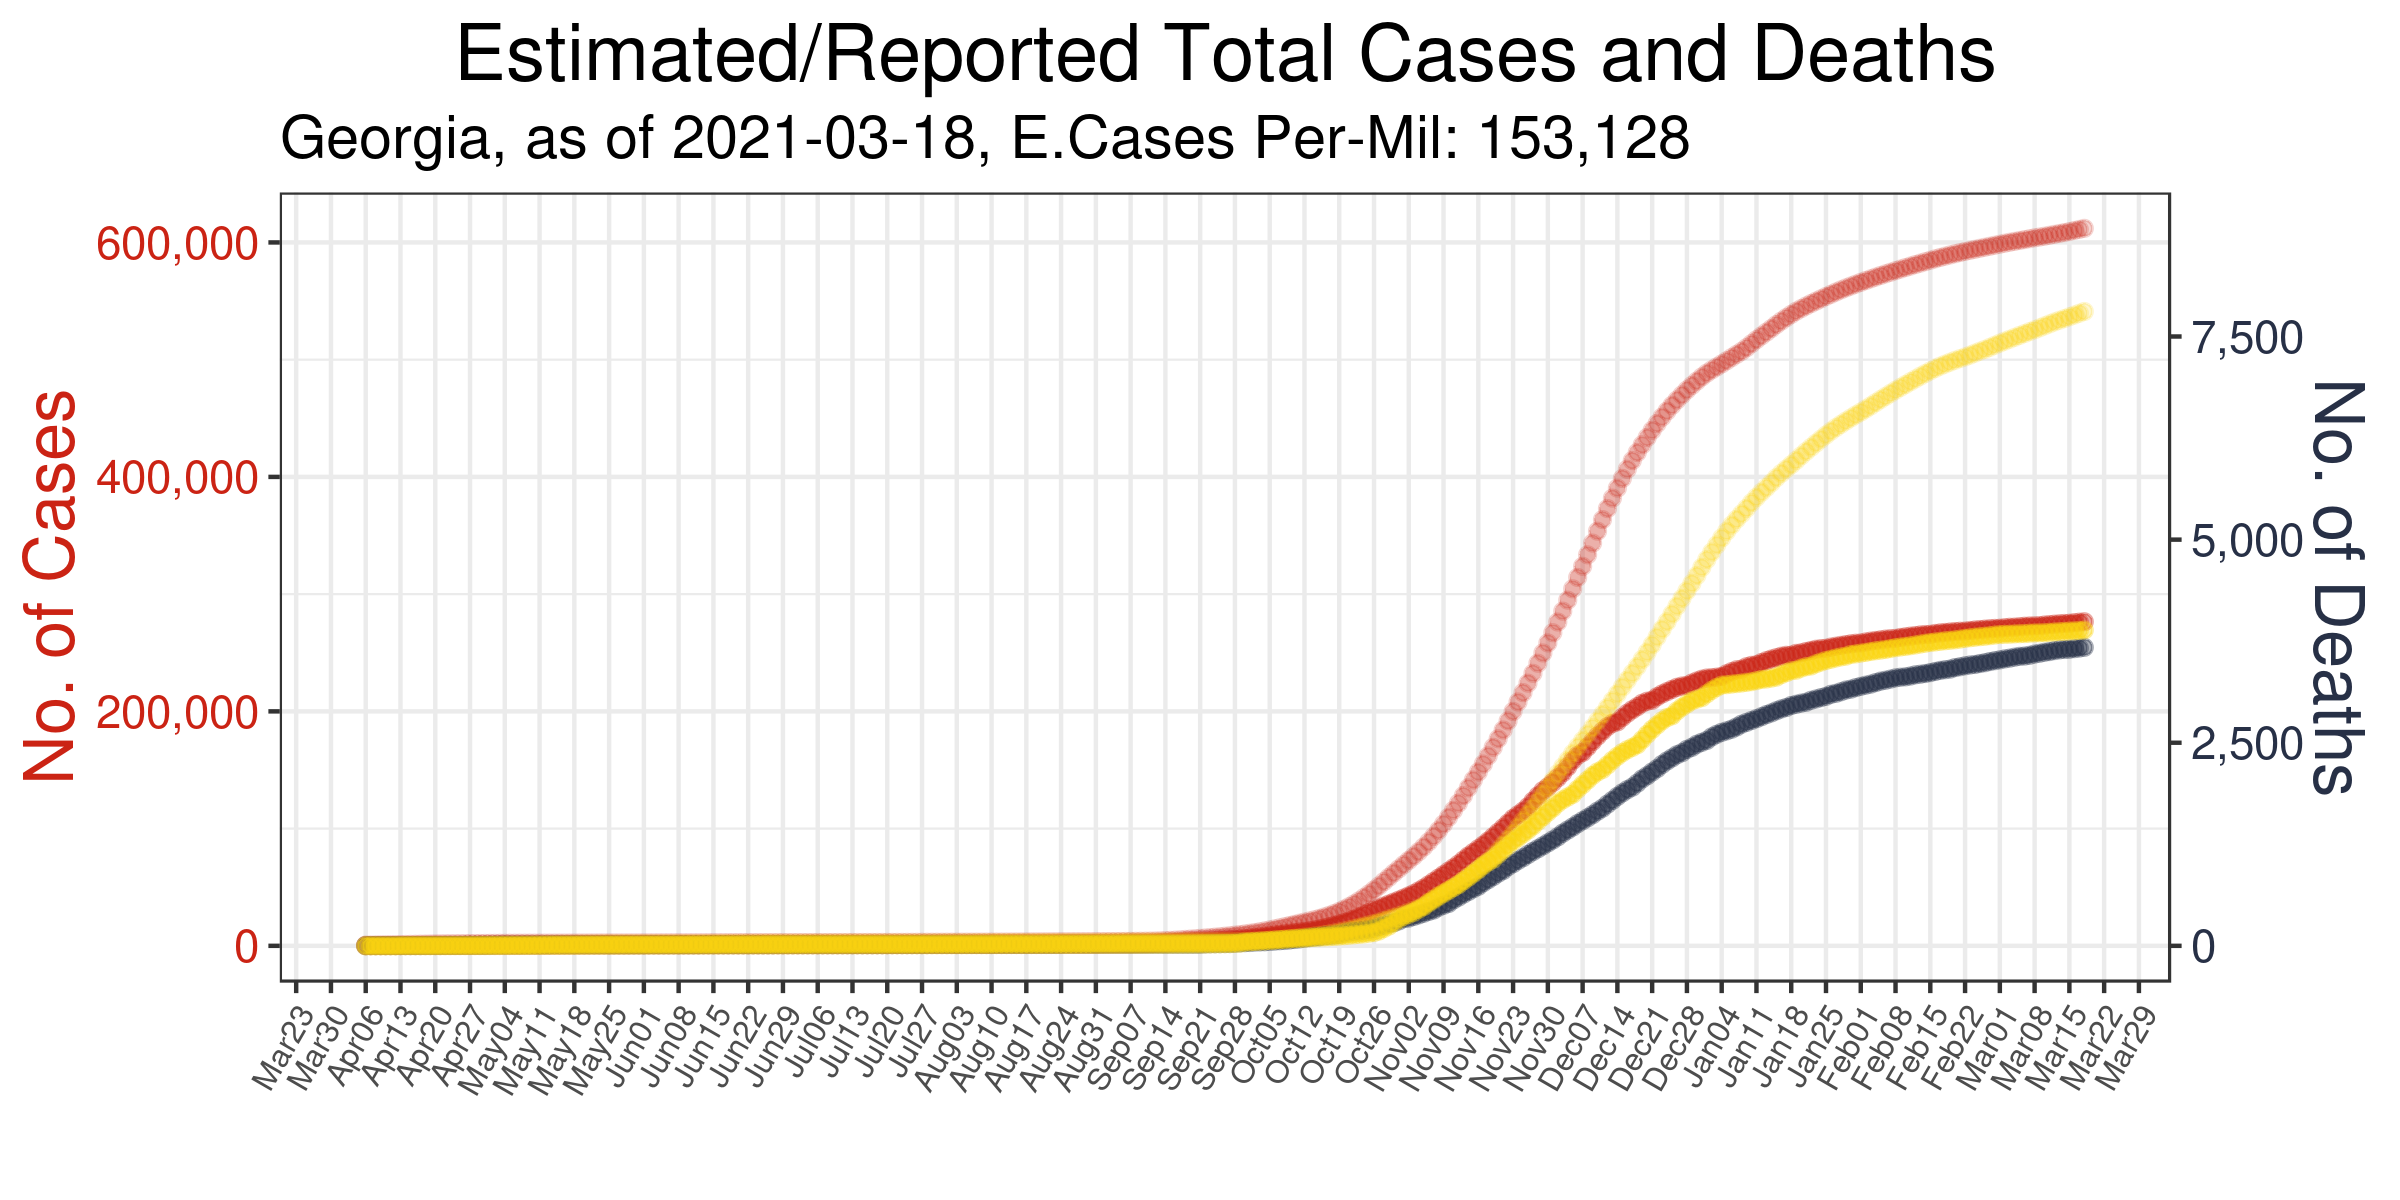 Estimated/Reported Total Cases and Deaths
Georgia, as of 2021-03-18, E.Cases Per-Mil: 153,128
No. of Cases
600,000
400,000
200,000
0
7,500
5,000
2,500
0
No. of Deaths
Mar23
Mar30
Apr06
Apr13
Apr20
Apr27
May04
May11
May18
May25
Jun01
Jun08
Jun15
Jun22
Jun29
Jul06
Jul13
Jul20
Jul27
Aug03
Aug10
Aug17
Aug24
Aug31
Sep07
Sep14
Sep21
Sep28
Oct05
Oct12
Oct19
Oct26
Nov02
Nov09
Nov16
Nov23
Nov30
Dec07
Dec14
Dec21
Dec28
Jan04
Jan11
Jan18
Jan25
Feb01
Feb08
Feb15
Feb22
Mar01
Mar08
Mar15
Mar22
Mar29